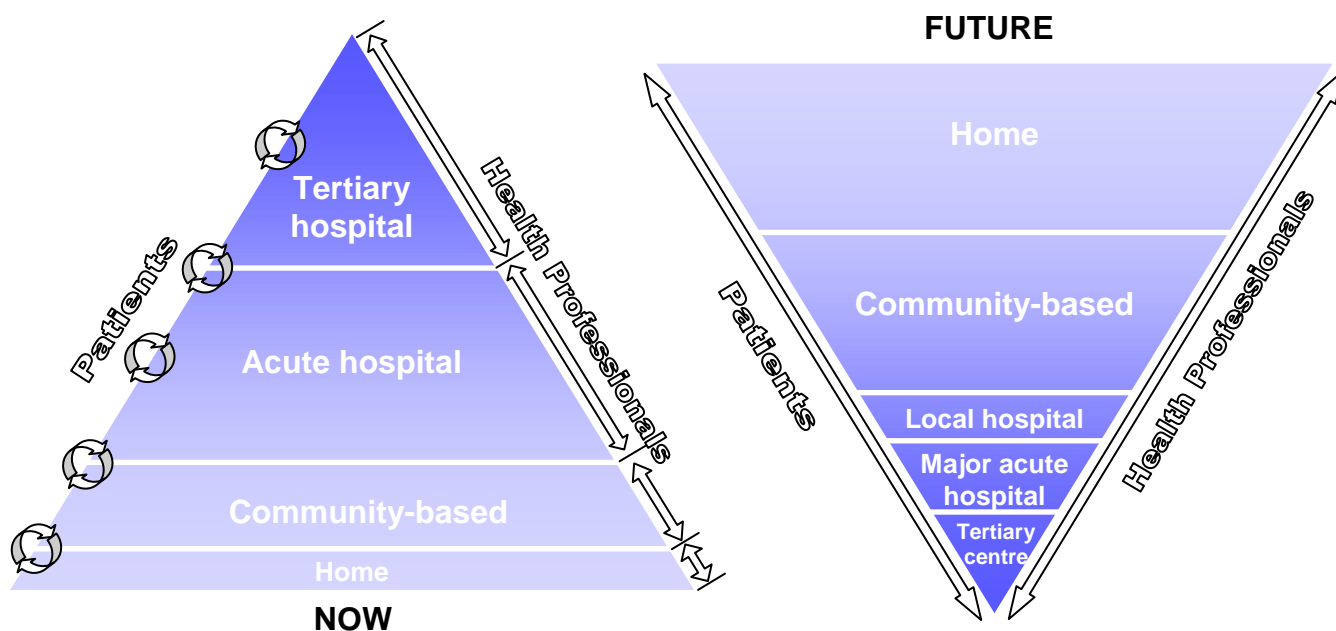 Tertiary
hospital
Acute hospital
Community-based
Home
Patients
Health Professionals
NOW
FUTURE
Home
Community-based
Local hospital
Major acute
hospital
Tertiary
centre
Patients
Health Professionals